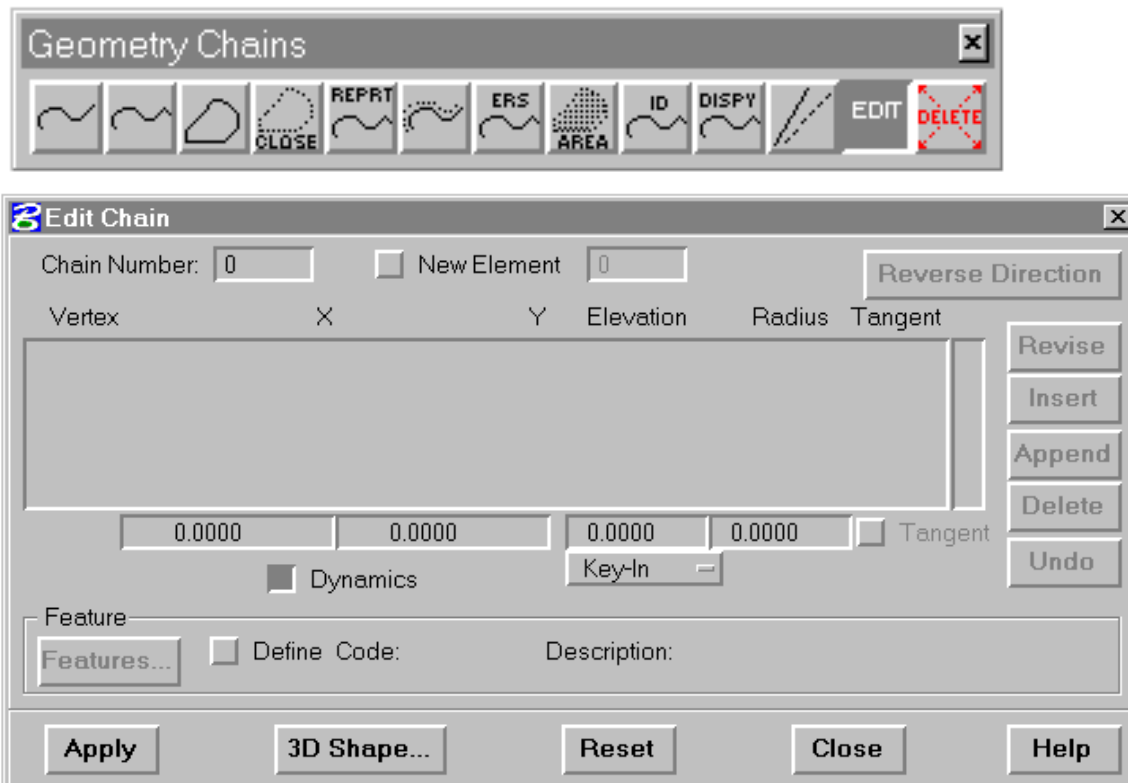 Geometry Chains
CLOSE REPRT ERS AREA ID DISPY EDIT DELETE
Edit Chain
Chain Number: 0 New Element 0 Reverse Direction
Vertex X Y Elevation Radius Tangent
Revise
Insert
Append
Delete
0.0000 0.0000 0.0000 0.0000 Tangent
Undo
Dynamics Key-In
Feature
Features... Define Code: Description:
Apply 3D Shape... Reset Close Help